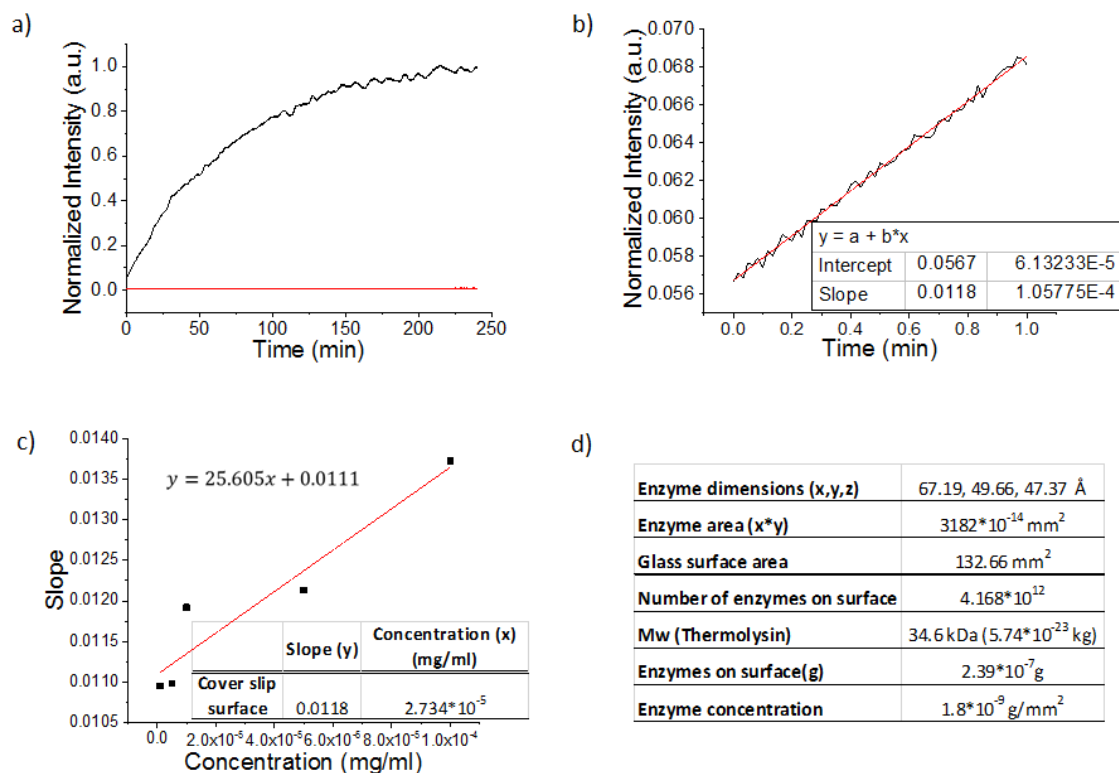 a)
Normalized Intensity (a.u.)
1.0
0.8
0.6
0.4
0.2
0.0
0 50 100 150 200 250
Time (min)
b)
Normalized Intensity (a.u.)
0.070
0.068
0.066
0.064
0.062
0.060
0.058
0.056
y = a + b*x
Intercept 0.0567 6.13233E-5
Slope 0.0118 1.05775E-4
0.0 0.2 0.4 0.6 0.8 1.0
Time (min)
c)
Slope
0.0140
0.0135
0.0130
0.0125
0.0120
0.0115
0.0110
0.0105
y = 25.605x + 0.0111
Slope (y) Concentration (x) (mg/ml)
Cover slip surface 0.0118 2.734*10-5
0.0 2.0x10-5 4.0x10-5 6.0x10-5 8.0x10-5 1.0x10-4
Concentration (mg/ml)
d)
Enzyme dimensions (x,y,z) 67.19, 49.66, 47.37 Å
Enzyme area (x*y) 3182*10-14 mm2
Glass surface area 132.66 mm2
Number of enzymes on surface 4.168*1012
Mw (Thermolysin) 34.6 kDa (5.74*10-23 kg)
Enzymes on surface(g) 2.39*10-7g
Enzyme concentration 1.8*10-9 g/mm2